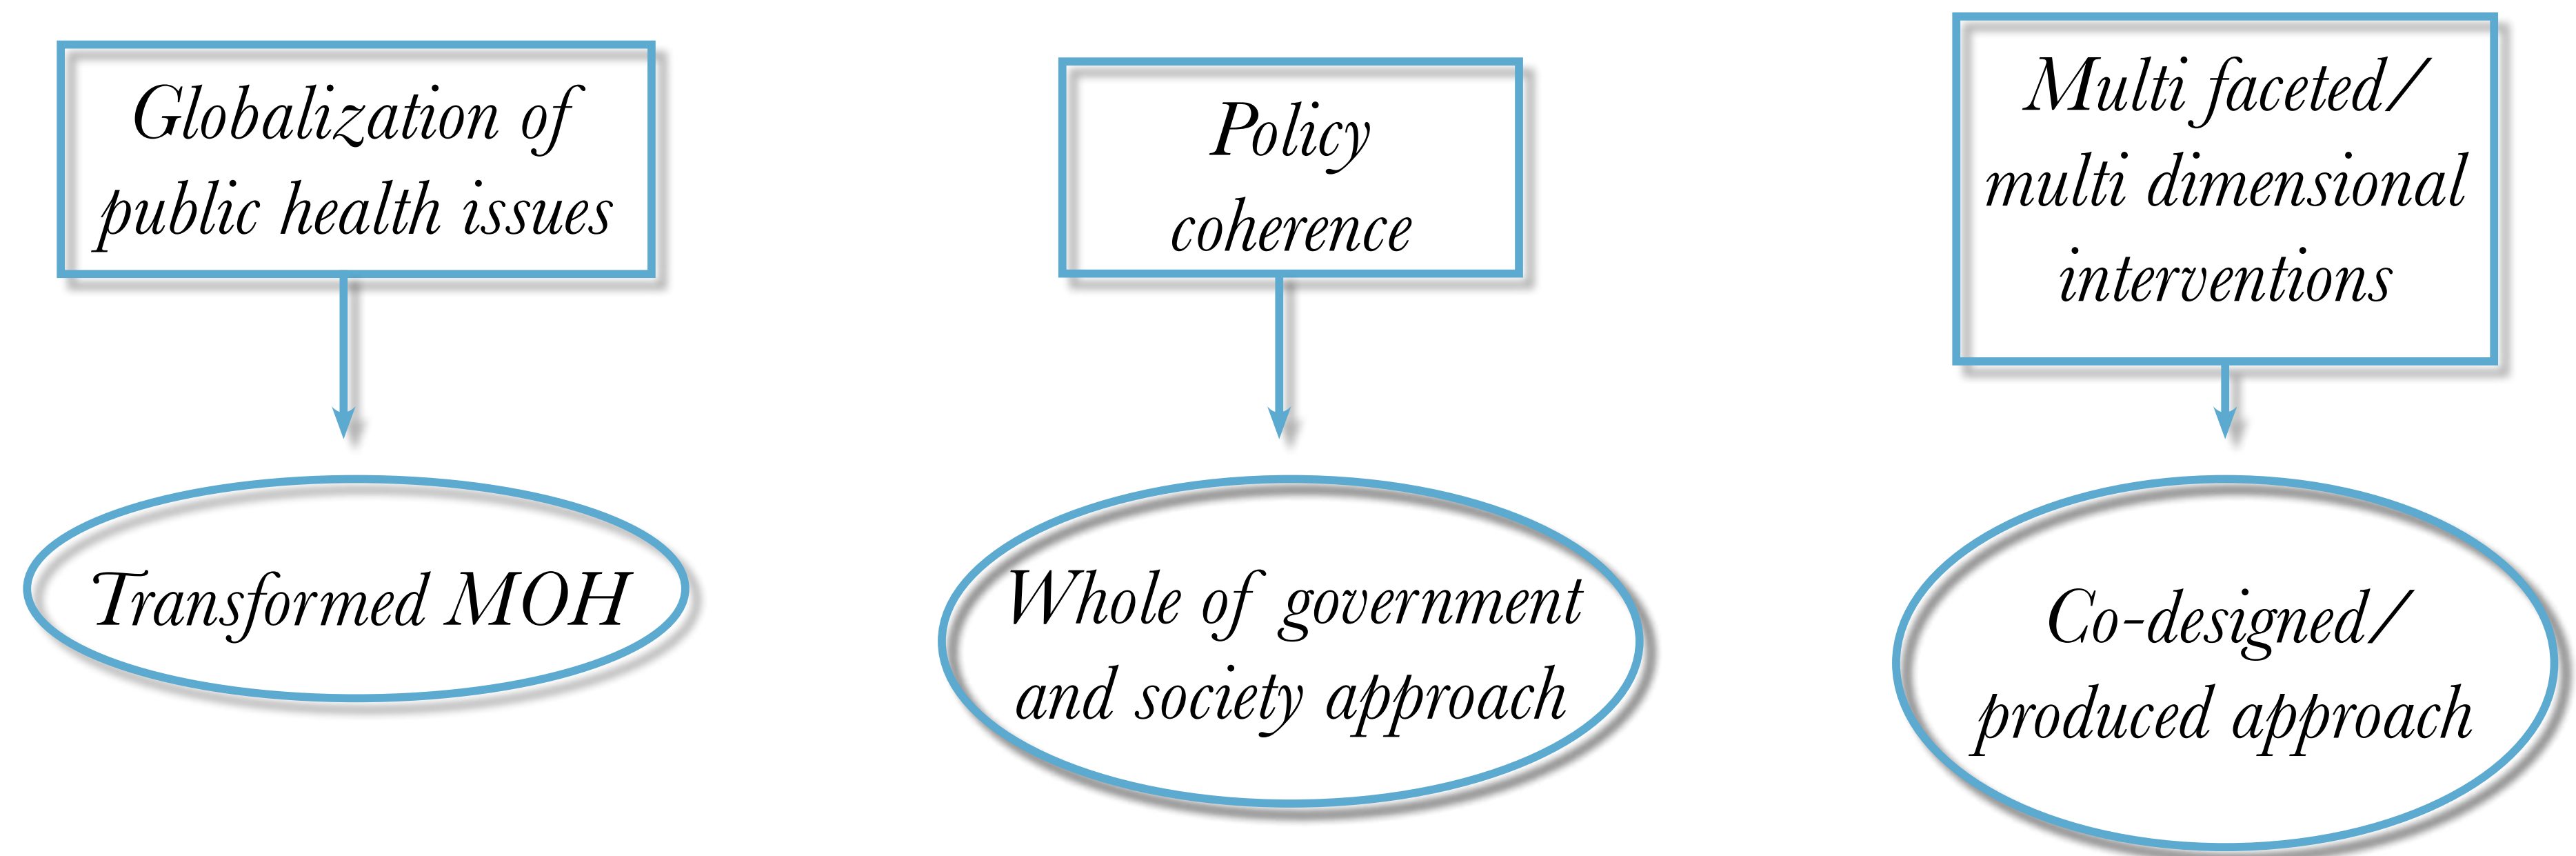 Globalization of
public health issues
Policy
coherence
Multi faceted/
multi dimensional
interventions
Transformed MOH
Whole of government
and society approach
Co-designed/
produced approach